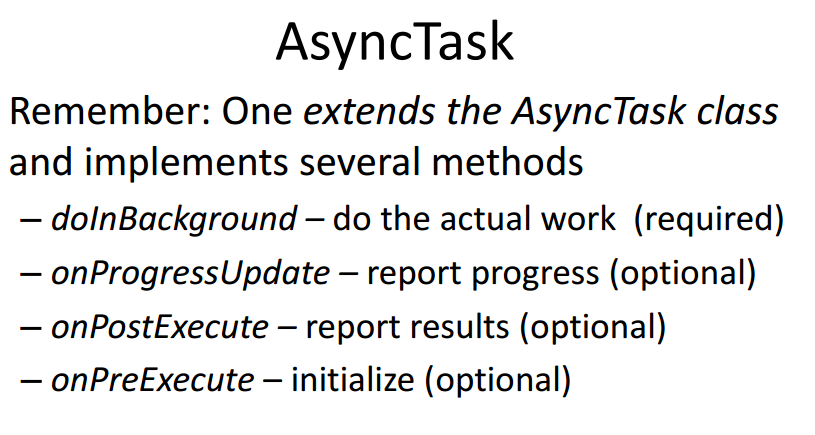 AsyncTask
Remember: One extends the AsyncTask class
and implements several methods
– doInBackground – do the actual work (required)
– onProgressUpdate – report progress (optional)
– onPostExecute – report results (optional)
– onPreExecute – initialize (optional)